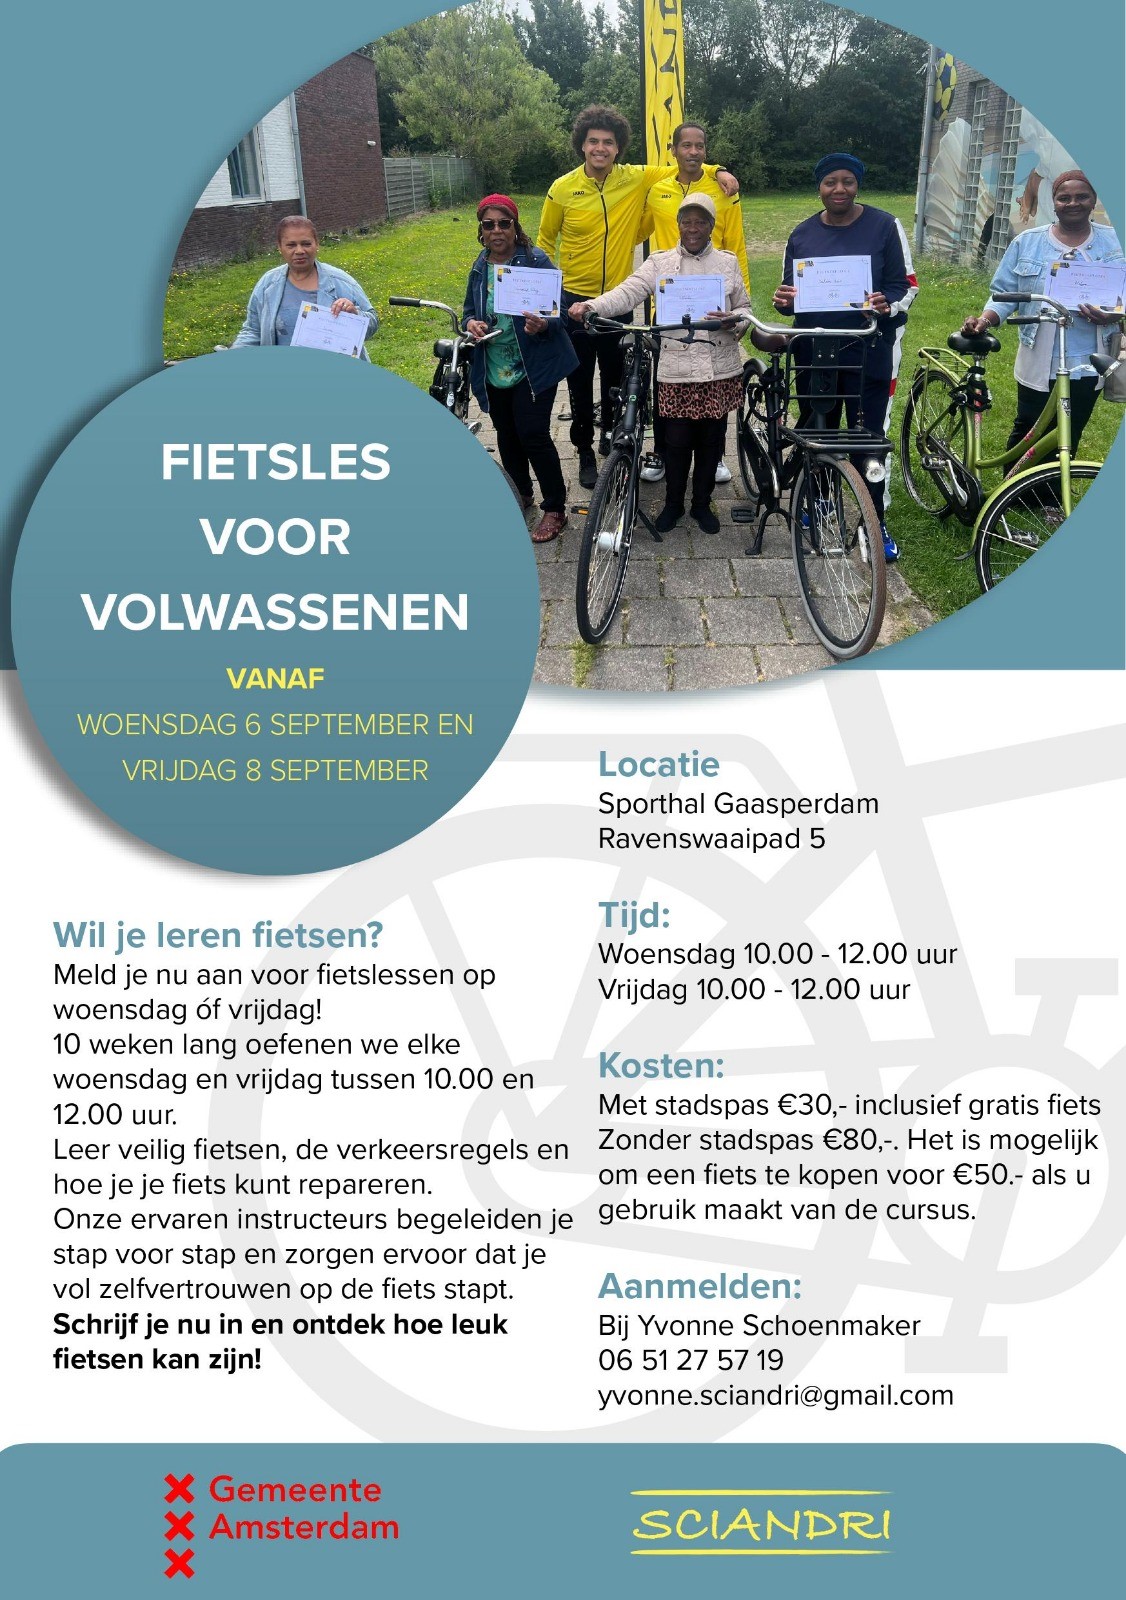 FIETSLES
VOOR
VOLWASSENEN
VANAF
WOENSDAG 6 SEPTEMBER EN
VRIJDAG 8 SEPTEMBER
Wil je leren fietsen?
Meld je nu aan voor fietslessen op
woensdag óf vrijdag!
10 weken lang oefenen we elke
woensdag en vrijdag tussen 10.00 en
12.00 uur.
Leer veilig fietsen, de verkeersregels en
hoe je je fiets kunt repareren.
Onze ervaren instructeurs begeleiden je
stap voor stap en zorgen ervoor dat je
vol zelfvertrouwen op de fiets stapt.
Schrijf je nu in en ontdek hoe leuk
fietsen kan zijn!
Locatie
Sporthal Gaasperdam
Ravenswaaipad 5
Tijd:
Woensdag 10.00 - 12.00 uur
Vrijdag 10.00 - 12.00 uur
Kosten:
Met stadspas €30,- inclusief gratis fiets
Zonder stadspas €80,-. Het is mogelijk
om een fiets te kopen voor €50.- als u
gebruik maakt van de cursus.
Aanmelden:
Bij Yvonne Schoenmaker
06 51 27 57 19
yvonne.sciandri@gmail.com
Gemeente
Amsterdam
SCIANDRI